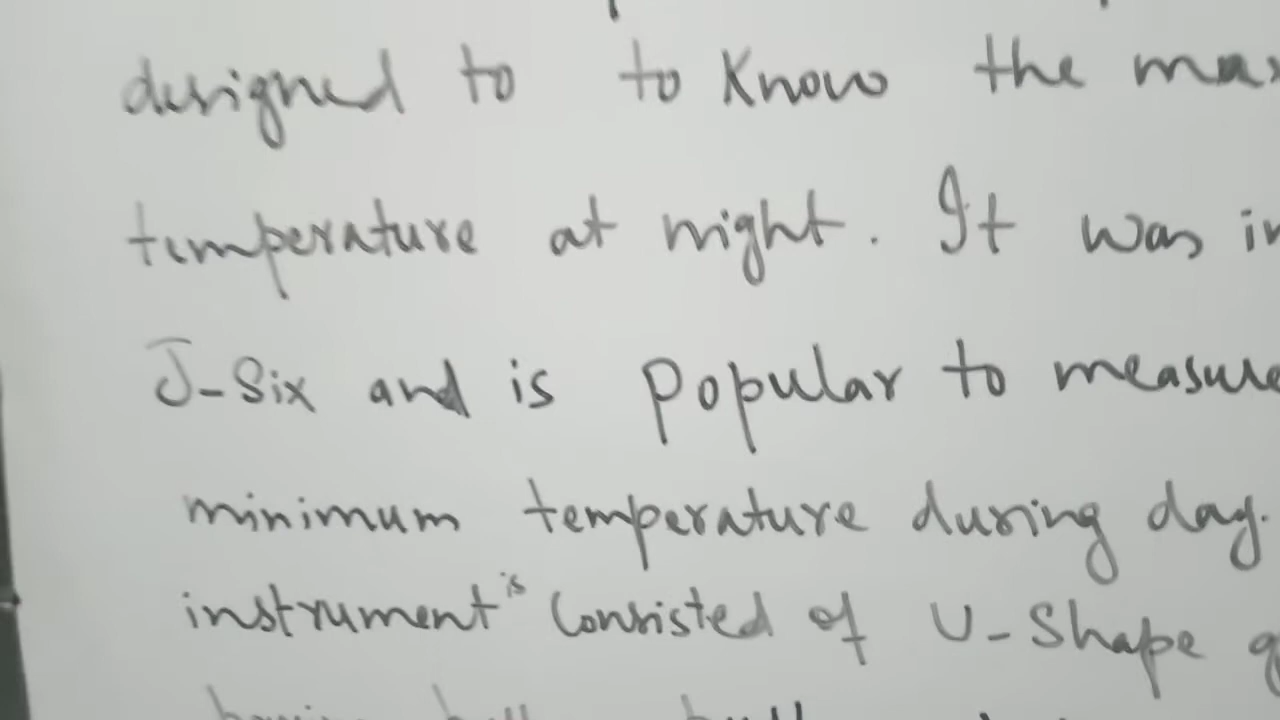 designed to to know the
temperature at night. It was
J-Six and is popular to measure
minimum temperature during day.
instrument is consisted of U-Shape